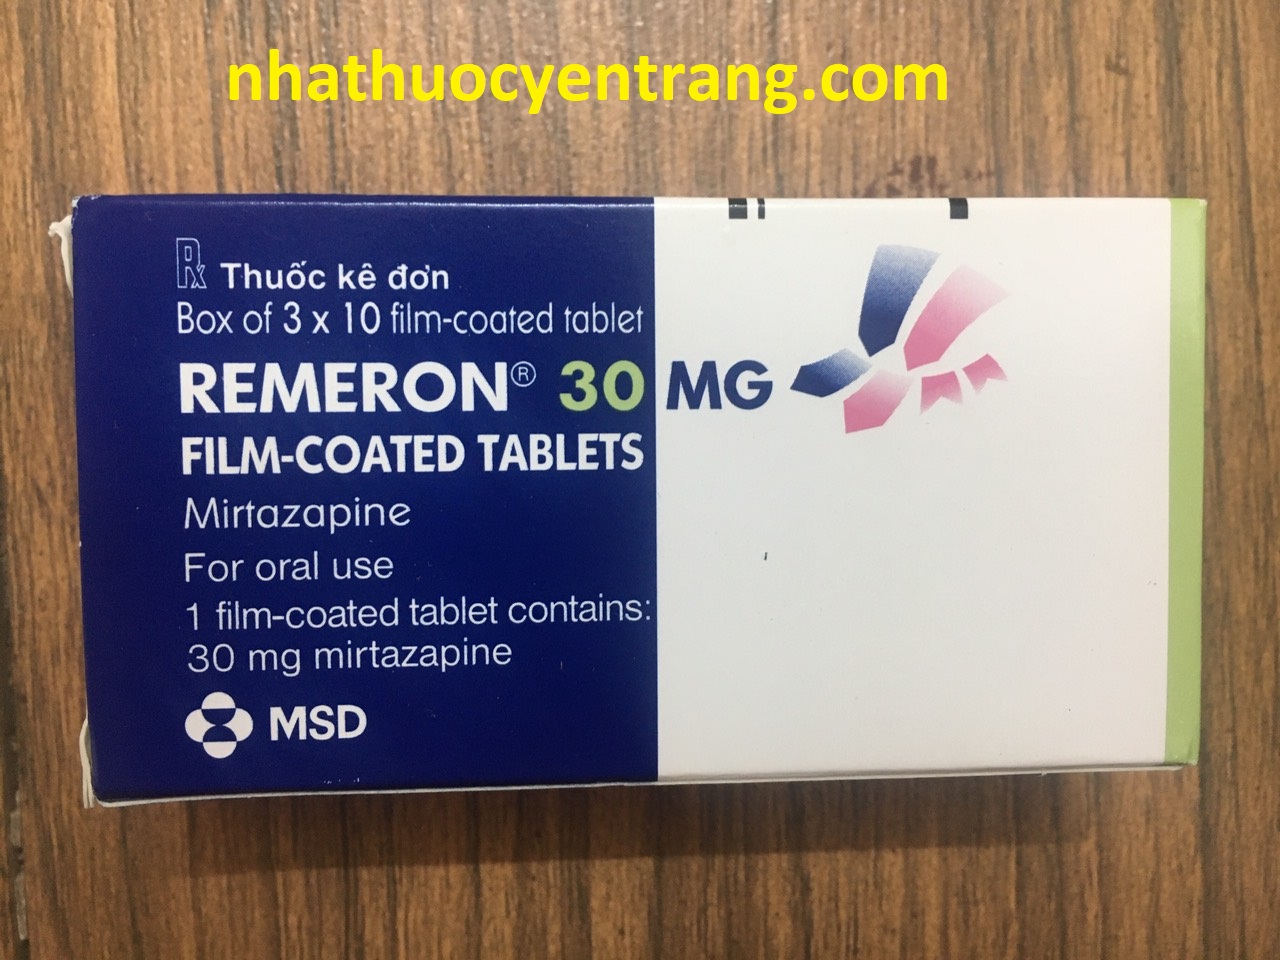 nhathuocyentrang.com
Rx Thuốc kê đơn
Box of 3 x 10 film-coated tablet
REMERON® 30 MG
FILM-COATED TABLETS
Mirtazapine
For oral use
1 film-coated tablet contains:
30 mg mirtazapine
MSD